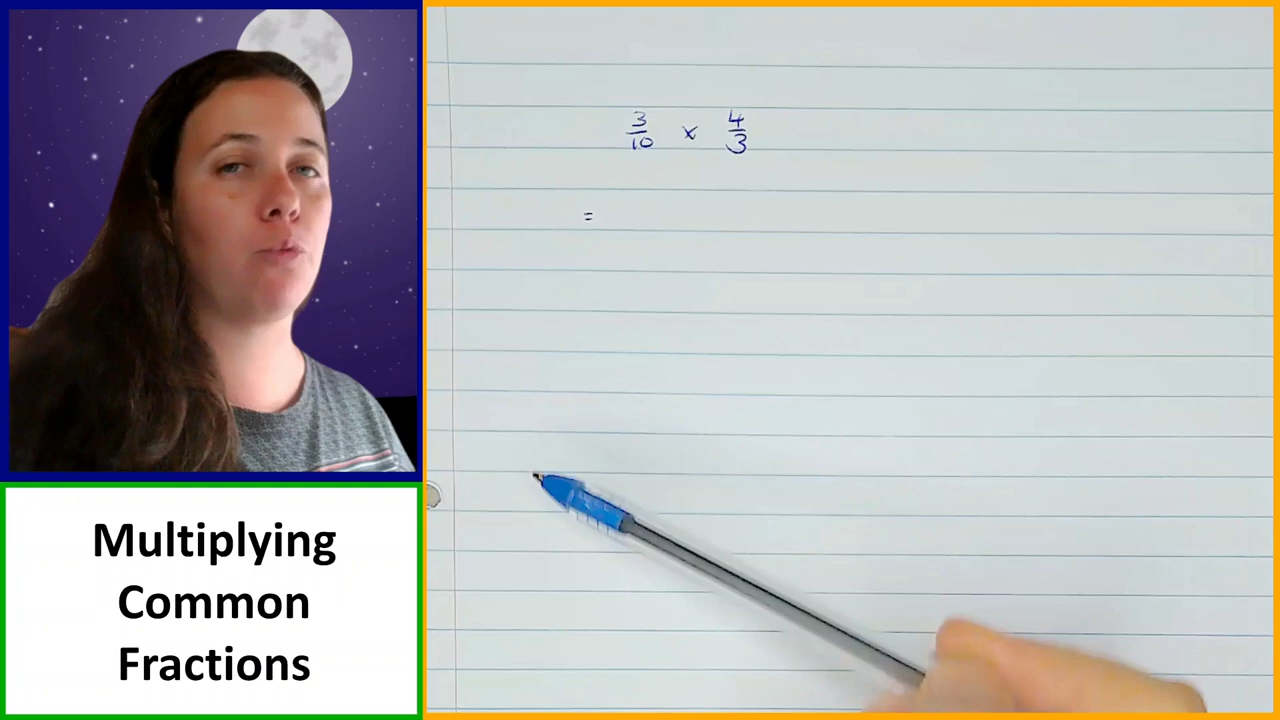 3/10 × 4/3
=
Multiplying
Common
Fractions